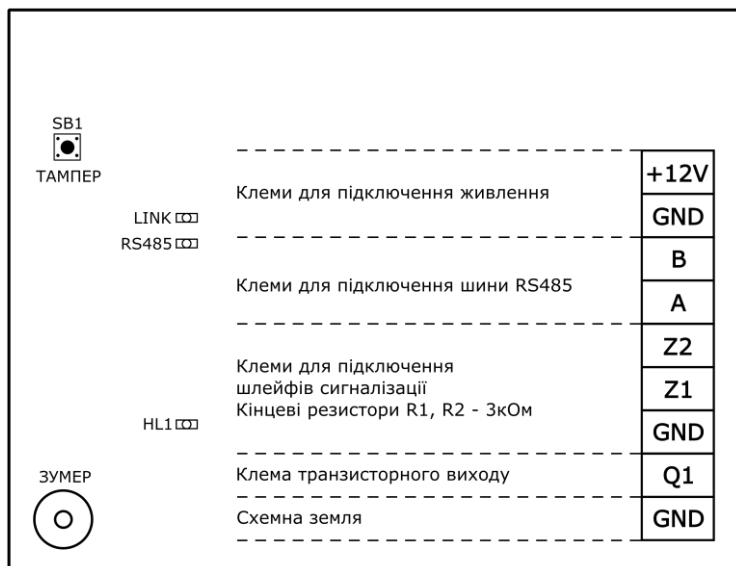 SB1
ТАМПЕР
+12V
Клеми для підключення живлення
LINK
GND
RS485
B
Клеми для підключення шини RS485
A
Z2
Клеми для підключення
шлейфів сигналізації
Z1
Кінцеві резистори R1, R2 - 3кОм
HL1
GND
ЗУМЕР
Клема транзисторного виходу
Q1
Схемна земля
GND